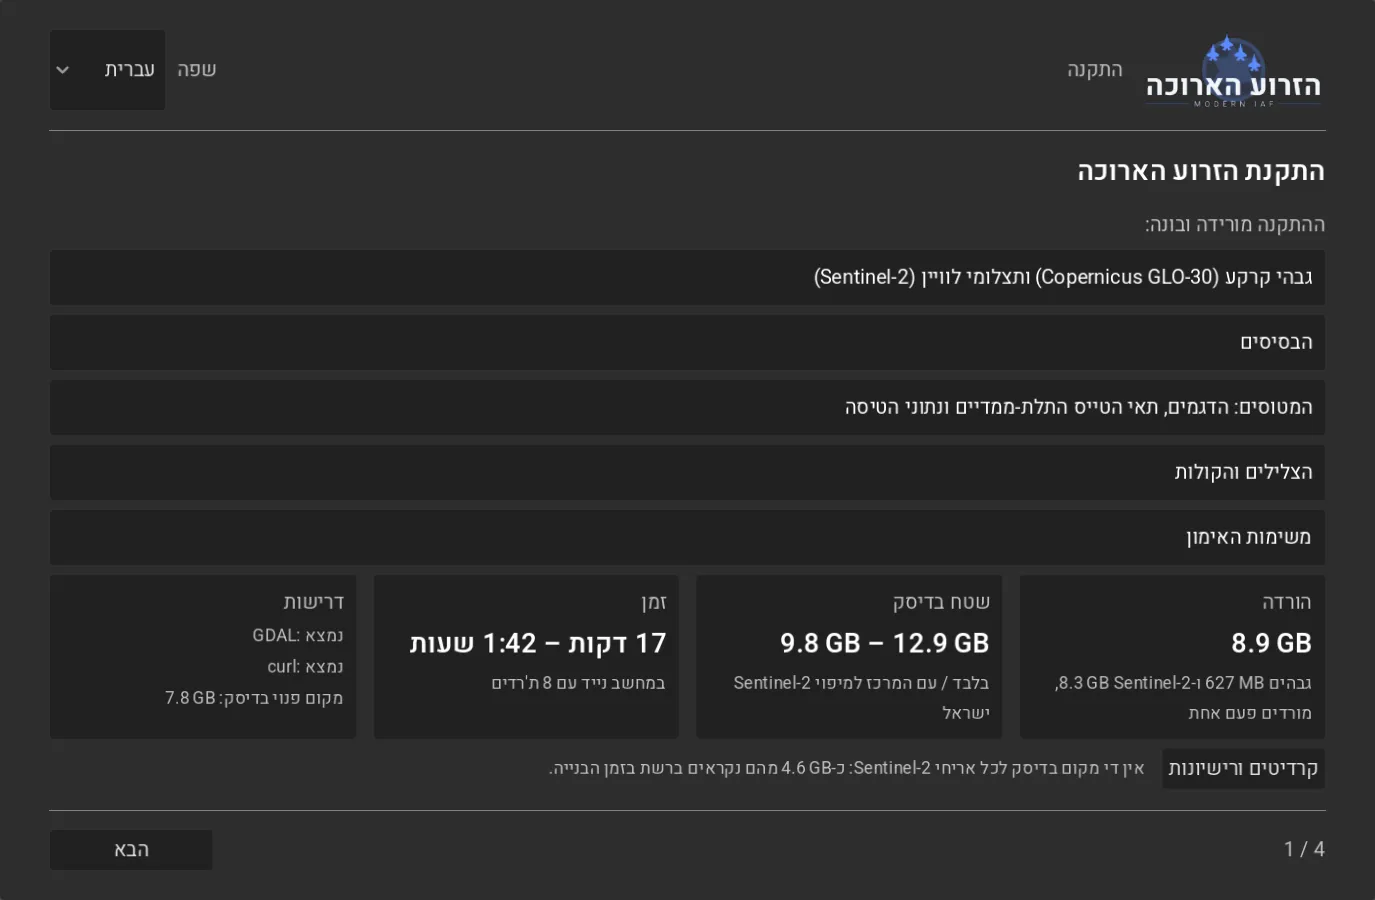 הזרוע הארוכה
MODERN IAF
התקנה
שפה
עברית
התקנת הזרוע הארוכה
ההתקנה מורידה ובונה:
גבהי קרקע (Copernicus GLO-30) ותצלומי לוויין (Sentinel-2)
הבסיסים
המטוסים: הדגמים, תאי הטייס התלת-ממדיים ונתוני הטיסה
הצלילים והקולות
משימות האימון
הורדה
8.9 GB
גבהים 627 MB ו-Sentinel-2 8.3 GB,
מורדים פעם אחת
שטח בדיסק
9.8 GB – 12.9 GB
Sentinel-2 בלבד / עם המרכז למיפוי
ישראל
זמן
17 דקות – 1:42 שעות
במחשב נייד עם 8 ת'רדים
דרישות
GDAL: נמצא
curl: נמצא
מקום פנוי בדיסק: 7.8 GB
קרדיטים ורישיונות
אין די מקום בדיסק לכל אריחי Sentinel-2: כ-4.6 GB מהם נקראים ברשת בזמן הבנייה.
1 / 4
הבא